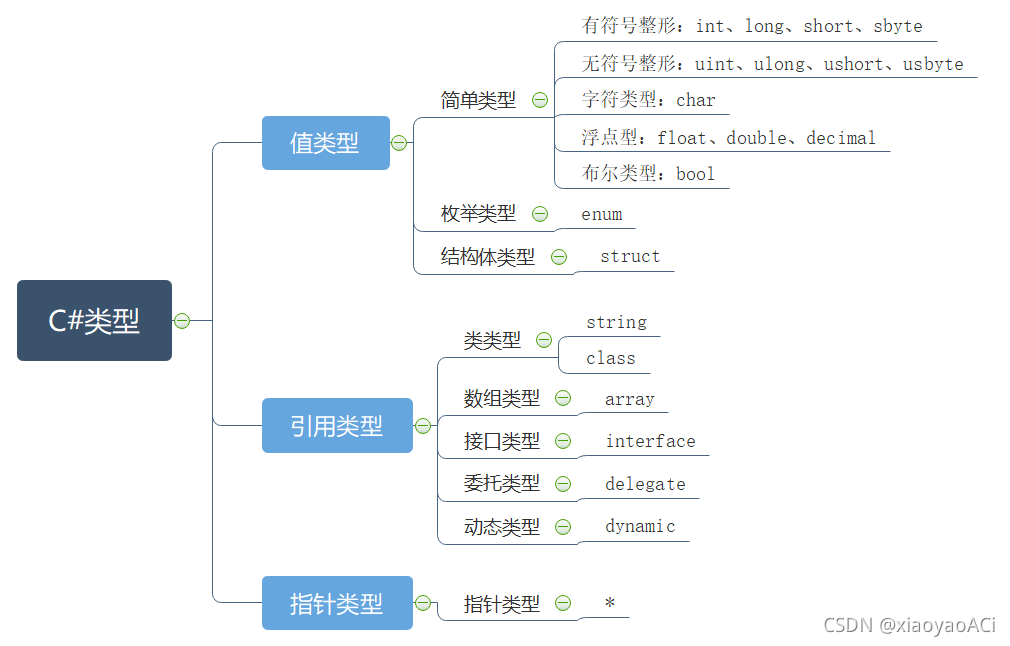 C#类型
值类型
简单类型
有符号整形：int、long、short、sbyte
无符号整形：uint、ulong、ushort、usbyte
字符类型：char
浮点型：float、double、decimal
布尔类型：bool
枚举类型
enum
结构体类型
struct
引用类型
类类型
string
class
数组类型
array
接口类型
interface
委托类型
delegate
动态类型
dynamic
指针类型
指针类型
*
CSDN @xiaoyaoACi